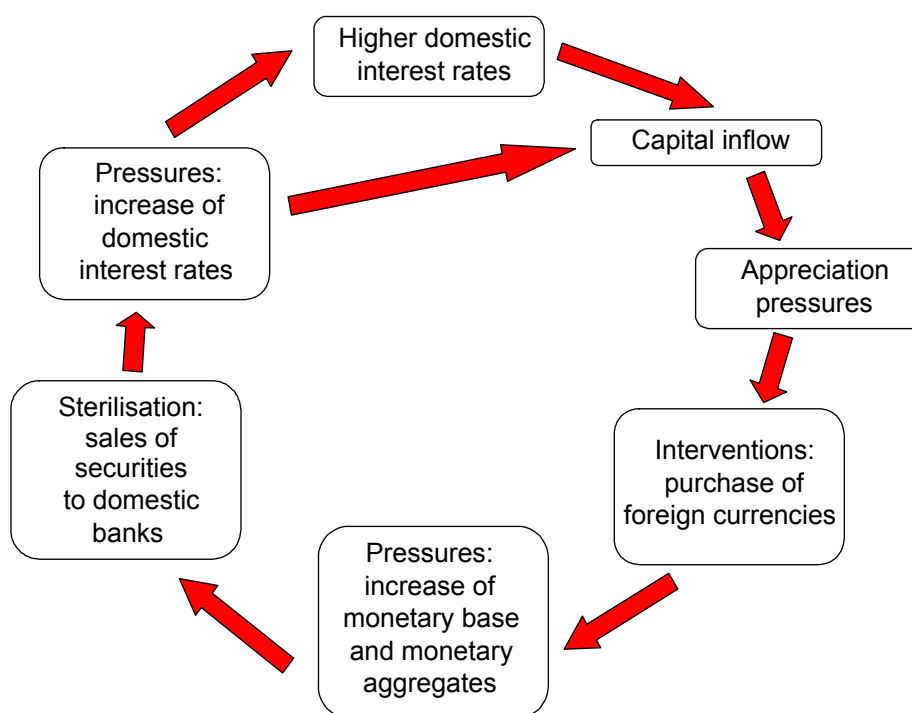 Higher domestic
interest rates
Capital inflow
Appreciation
pressures
Interventions:
purchase of
foreign currencies
Pressures:
increase of
monetary base
and monetary
aggregates
Sterilisation:
sales of
securities
to domestic
banks
Pressures:
increase of
domestic
interest rates